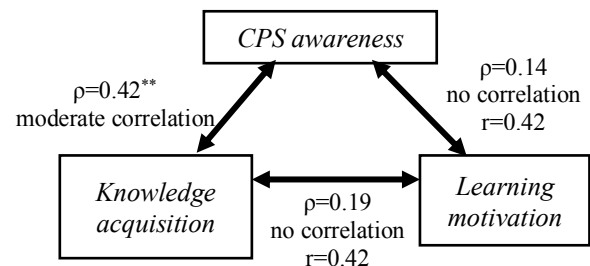 CPS awareness
ρ=0.42**
moderate correlation
ρ=0.14
no correlation
r=0.42
Knowledge
acquisition
ρ=0.19
no correlation
r=0.42
Learning
motivation